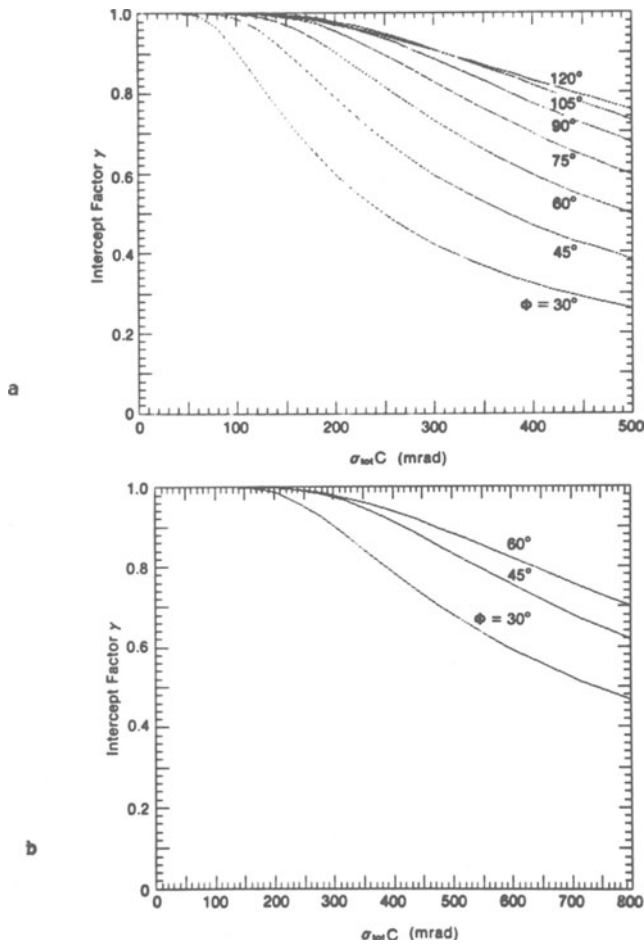 1.0
0.8
0.6
0.4
0.2
0
Intercept Factor γ
120°
105°
90°
75°
60°
45°
Φ = 30°
0 100 200 300 400 500
σtotC (mrad)
a
1.0
0.8
0.6
0.4
0.2
0
Intercept Factor γ
60°
45°
Φ = 30°
0 100 200 300 400 500 600 700 800
σtotC (mrad)
b